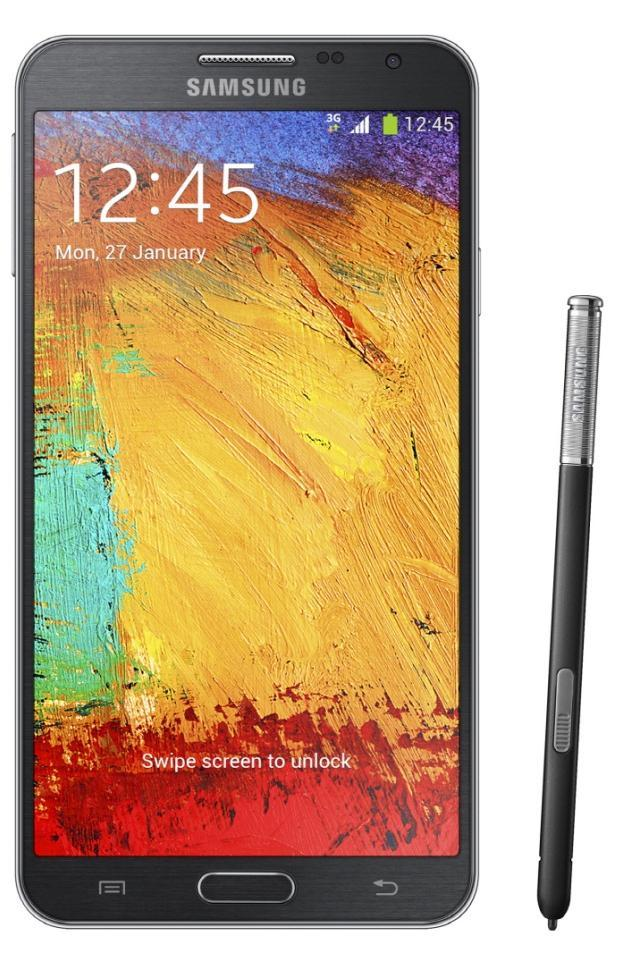 SAMSUNG
3G 12:45
12:45
Mon, 27 January
SAMSUNG
Swipe screen to unlock